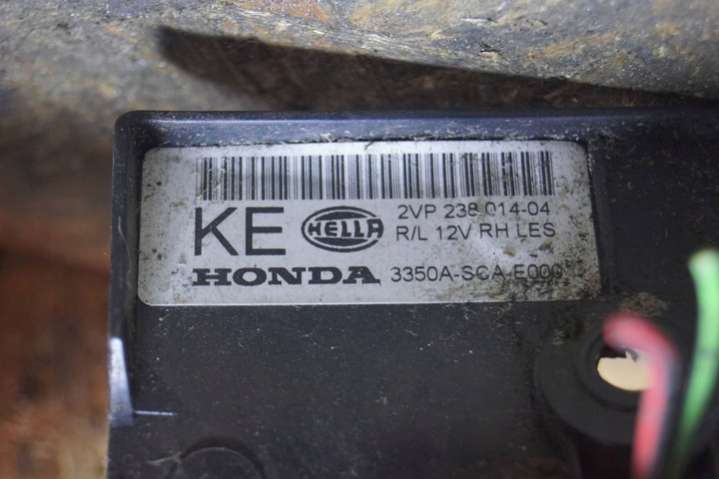 KE HELLA 2VP 238 014-04
R/L 12V RH LES
HONDA 3350A-SCA-E000